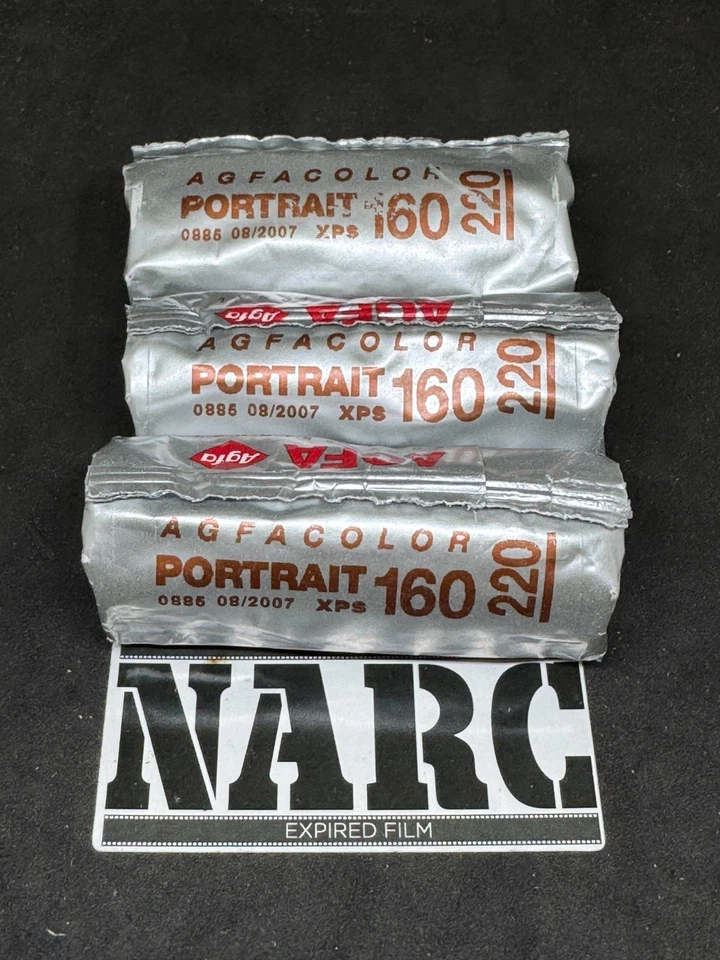 AGFACOLOR
PORTRAIT 160 220
0885 08/2007 XPS
Agfa AGFA
AGFACOLOR
PORTRAIT 160 220
0885 08/2007 XPS
Agfa AGFA
AGFACOLOR
PORTRAIT 160 220
0885 08/2007 XPS
NARC
EXPIRED FILM